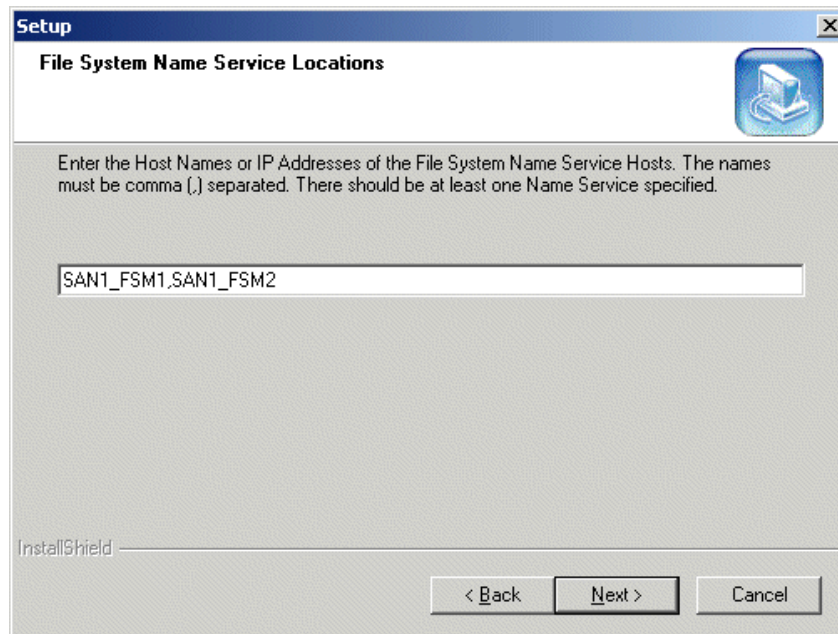 Setup
File System Name Service Locations
Enter the Host Names or IP Addresses of the File System Name Service Hosts. The names
must be comma (,) separated. There should be at least one Name Service specified.
SAN1_FSM1,SAN1_FSM2
InstallShield
< Back Next > Cancel